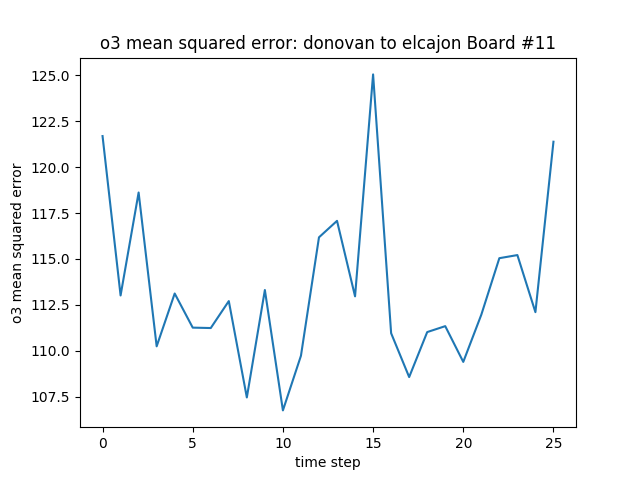 o3 mean squared error: donovan to elcajon Board #11
o3 mean squared error
125.0
122.5
120.0
117.5
115.0
112.5
110.0
107.5
0 5 10 15 20 25
time step